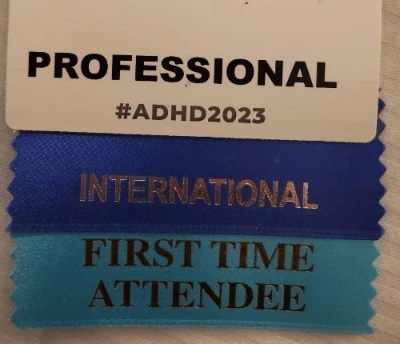 PROFESSIONAL
#ADHD2023
INTERNATIONAL
FIRST TIME
ATTENDEE